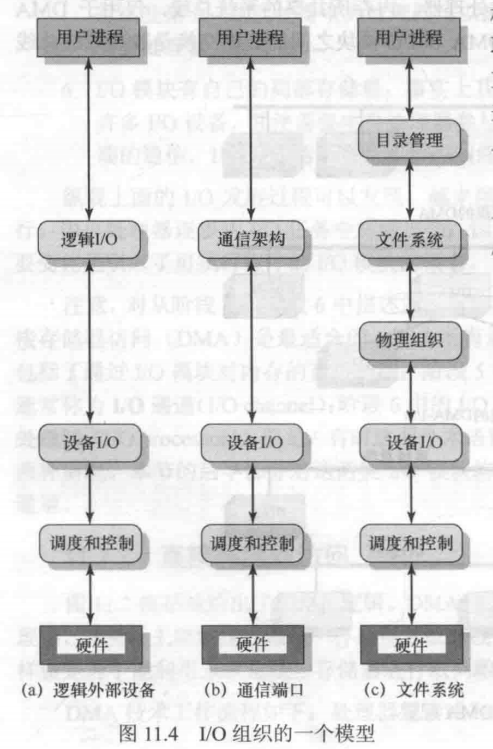 用户进程
逻辑I/O
设备I/O
调度和控制
硬件
(a) 逻辑外部设备
用户进程
通信架构
设备I/O
调度和控制
硬件
(b) 通信端口
用户进程
目录管理
文件系统
物理组织
设备I/O
调度和控制
硬件
(c) 文件系统
图 11.4 I/O 组织的一个模型